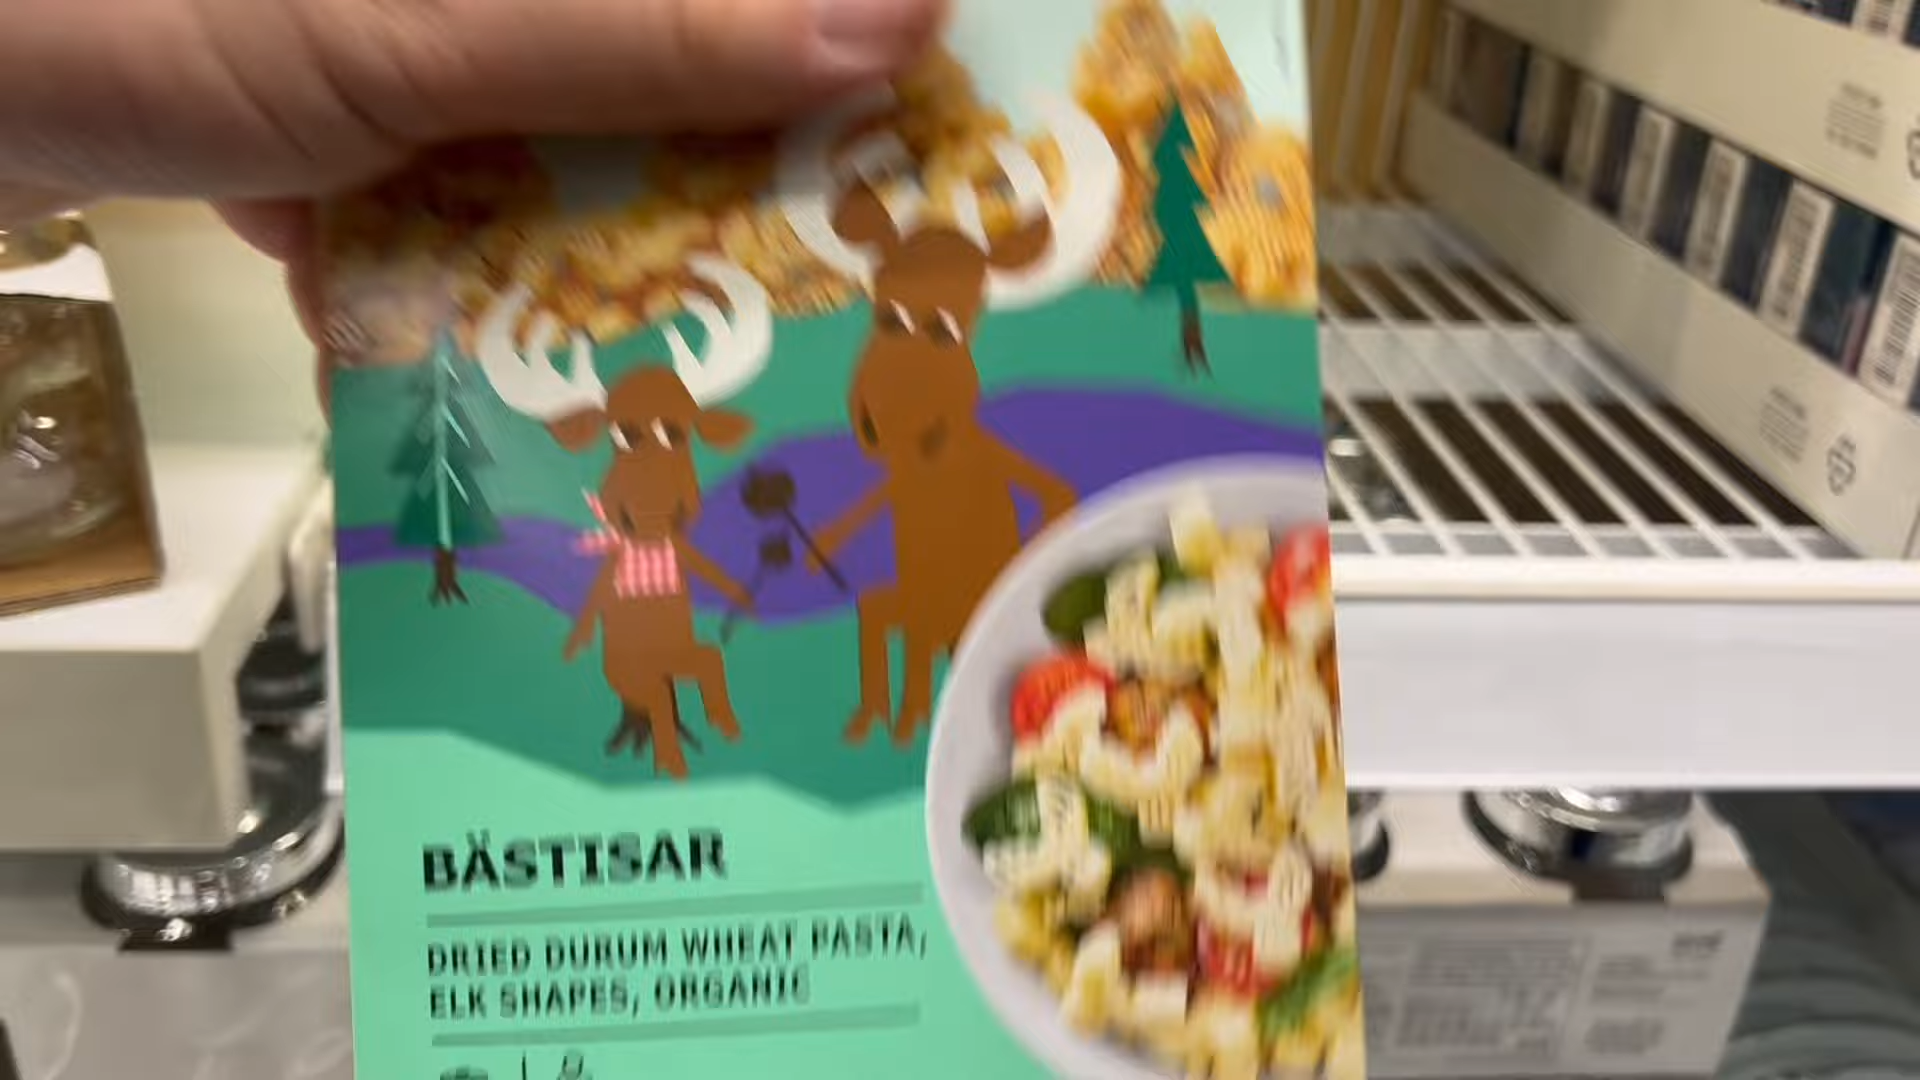 BÄSTISAR
DRIED DURUM WHEAT PASTA,
ELK SHAPES, ORGANIC